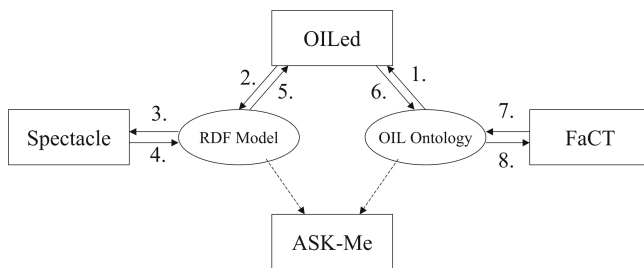 OILed
2.
5.
6.
1.
3.
4.
7.
8.
Spectacle
RDF Model
OIL Ontology
FaCT
ASK-Me